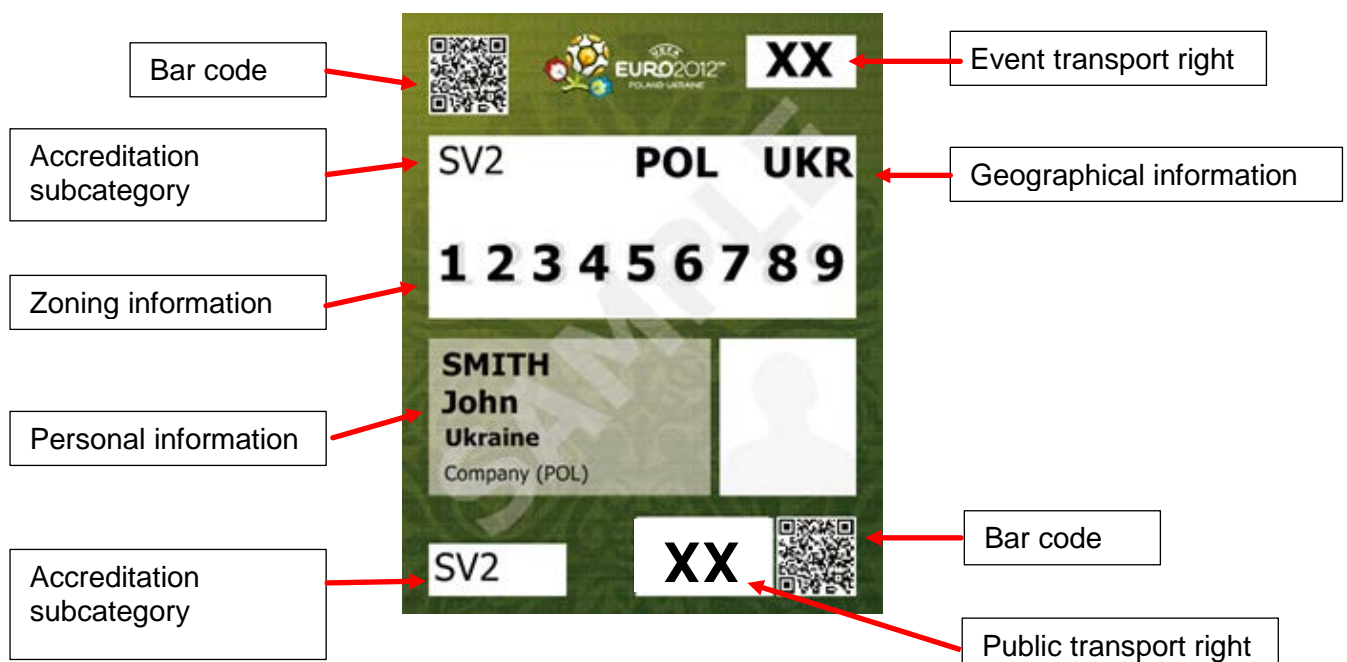 Bar code
Accreditation
subcategory
Zoning information
Personal information
Accreditation
subcategory
UEFA
EURO2012™
POLAND-UKRAINE
XX
SV2 POL UKR
1 2 3 4 5 6 7 8 9
SMITH
John
Ukraine
Company (POL)
SV2
XX
SAMPLE
Event transport right
Geographical information
Bar code
Public transport right